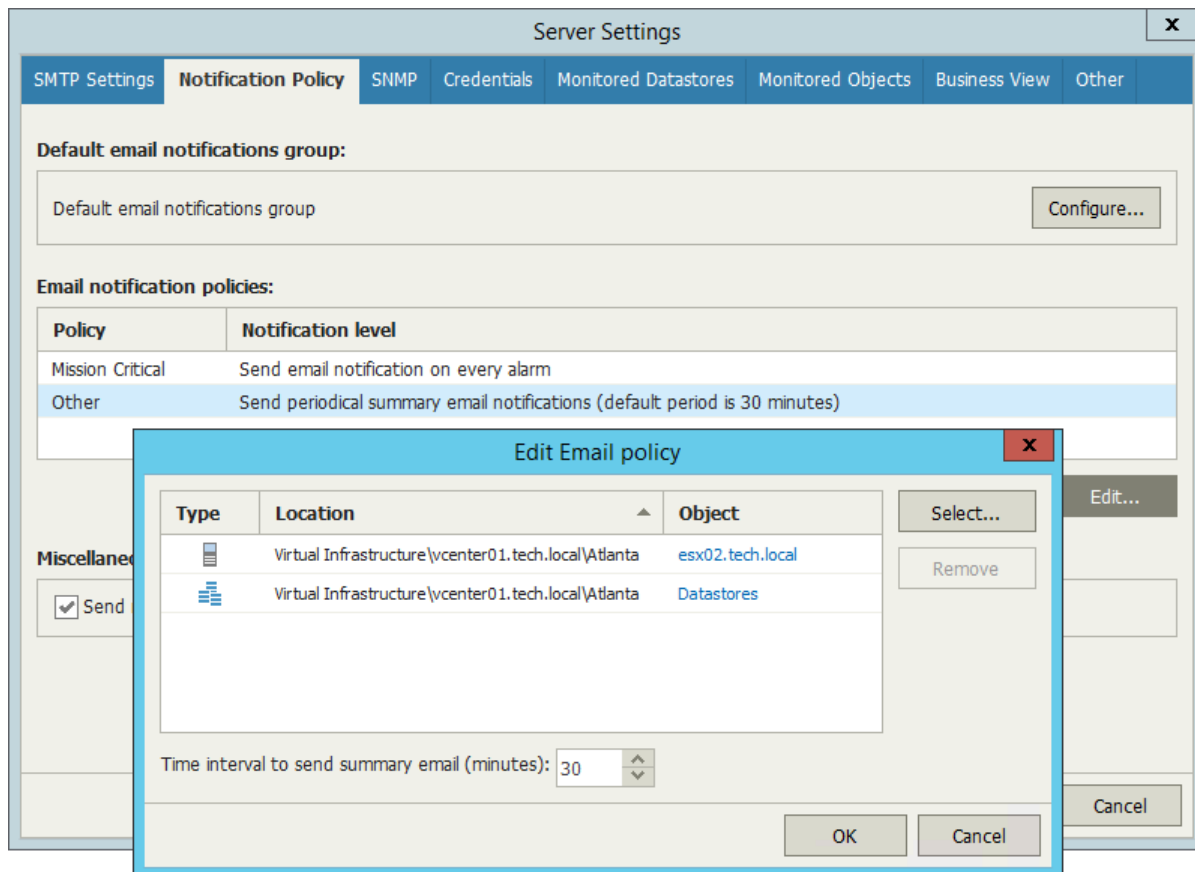 Server Settings
x
SMTP Settings Notification Policy SNMP Credentials Monitored Datastores Monitored Objects Business View Other
Default email notifications group:
Default email notifications group Configure...
Email notification policies:
Policy Notification level
Mission Critical Send email notification on every alarm
Other Send periodical summary email notifications (default period is 30 minutes)
Edit...
Send
Cancel
Edit Email policy
x
Type Location Object
Virtual Infrastructure\vcenter01.tech.local\Atlanta esx02.tech.local
Virtual Infrastructure\vcenter01.tech.local\Atlanta Datastores
Select...
Remove
Time interval to send summary email (minutes): 30
OK Cancel